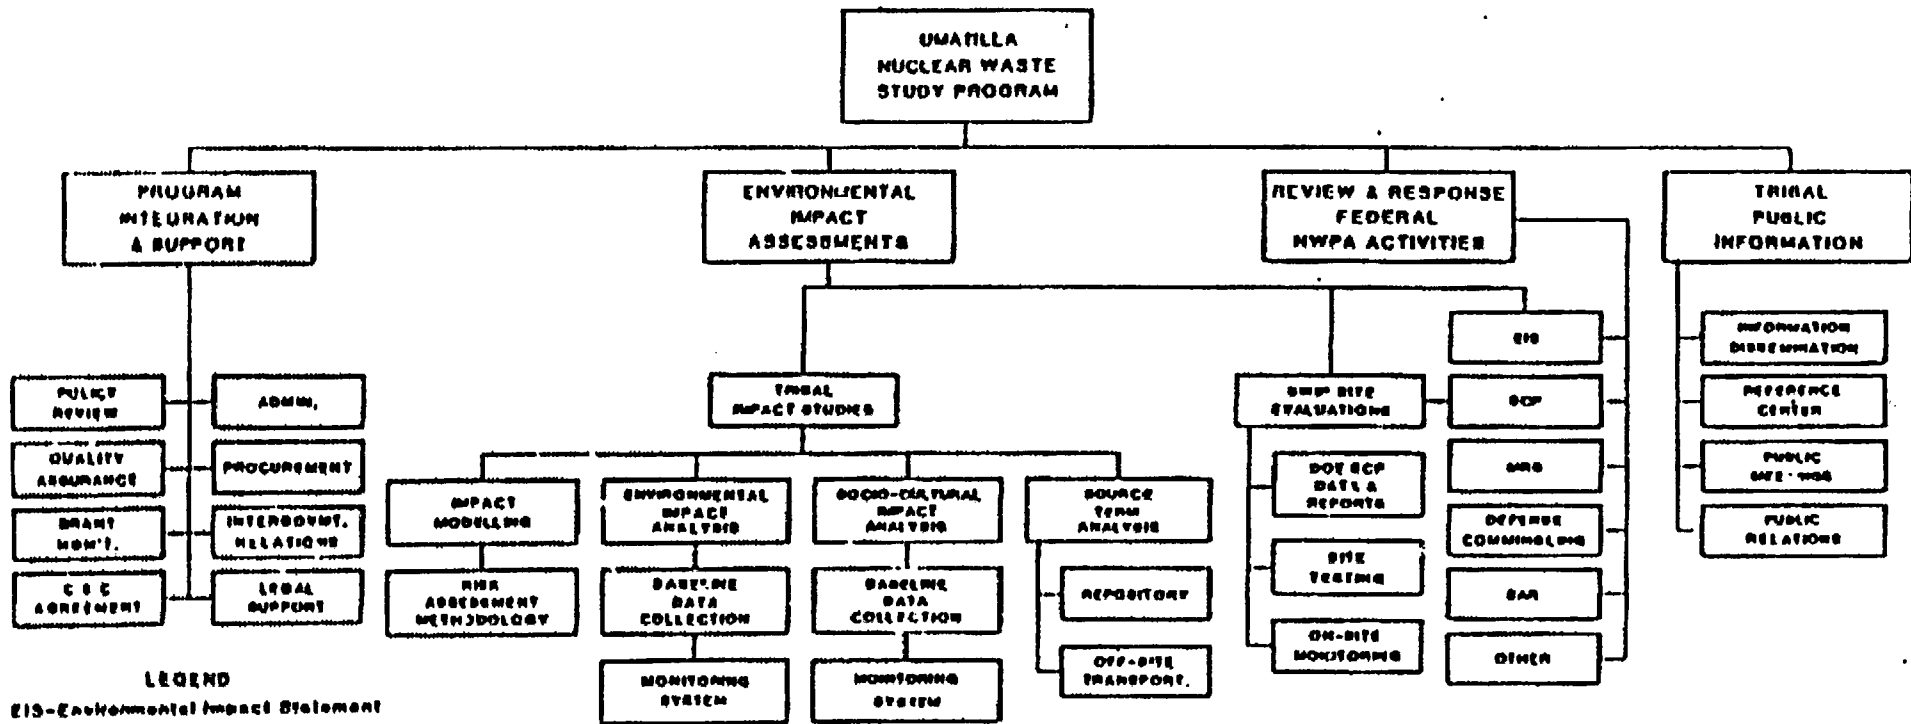 UMATILLA
NUCLEAR WASTE
STUDY PROGRAM
PROGRAM
INTEGRATION
& SUPPORT
ENVIRONMENTAL
IMPACT
ASSESSMENTS
REVIEW & RESPONSE
FEDERAL
NWPA ACTIVITIES
TRIBAL
PUBLIC
INFORMATION
POLICY
REVIEW
ADMIN.
QUALITY
ASSURANCE
PROCUREMENT
GRANT
MGM'T.
INTERGOVMT.
RELATIONS
C & C
AGREEMENT
LEGAL
SUPPORT
TRIBAL
IMPACT STUDIES
IMPACT
MODELLING
RISK
ASSESSMENT
METHODOLOGY
ENVIRONMENTAL
IMPACT
ANALYSIS
BASELINE
DATA
COLLECTION
MONITORING
SYSTEM
SOCIO-CULTURAL
IMPACT
ANALYSIS
BASELINE
DATA
COLLECTION
MONITORING
SYSTEM
SOURCE
TERM
ANALYSIS
REPOSITORY
OFF-SITE
TRANSPORT.
SITE
EVALUATIONS
DOE SCP
DATA &
REPORTS
SITE
TESTING
ON-SITE
MONITORING
EIS
SCP
MRS
DEFENSE
COMMINGLING
SAR
OTHER
INFORMATION
DISSEMINATION
REFERENCE
CENTER
PUBLIC
PUBLIC
RELATIONS
LEGEND
EIS-Environmental Impact Statement